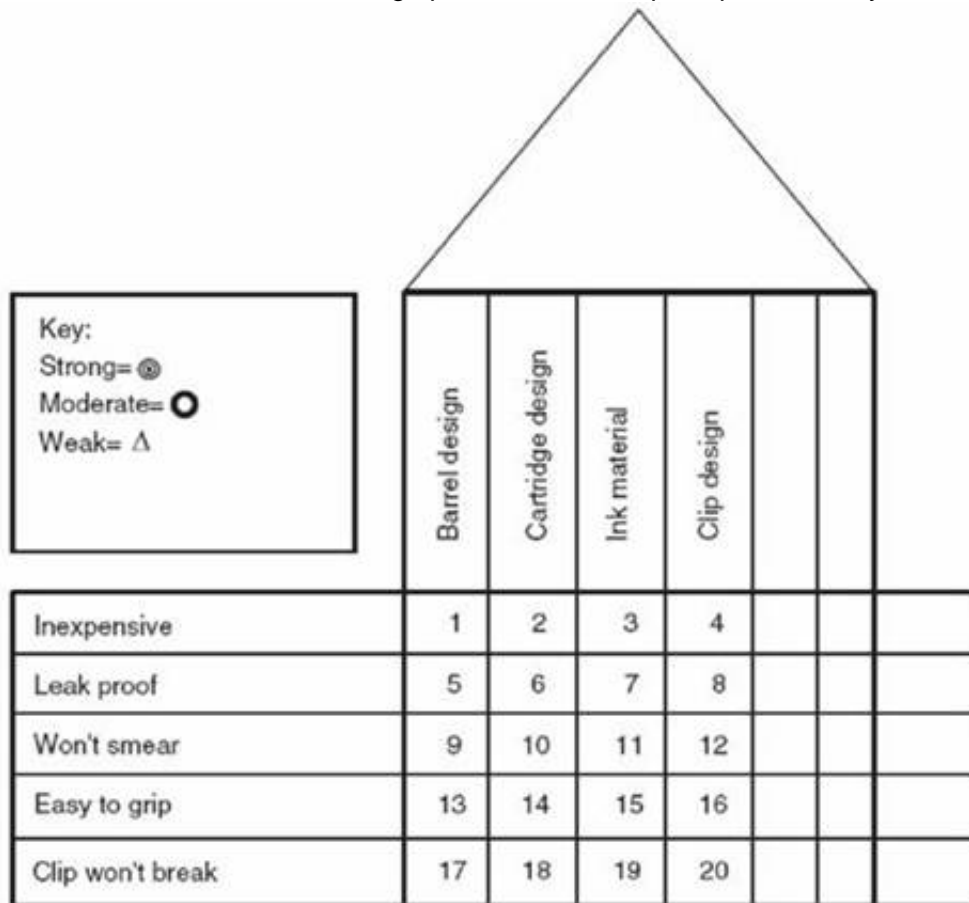 Key:
Strong=
Moderate=
Weak= Δ
Barrel design
Cartridge design
Ink material
Clip design
Inexpensive 1 2 3 4
Leak proof 5 6 7 8
Won't smear 9 10 11 12
Easy to grip 13 14 15 16
Clip won't break 17 18 19 20